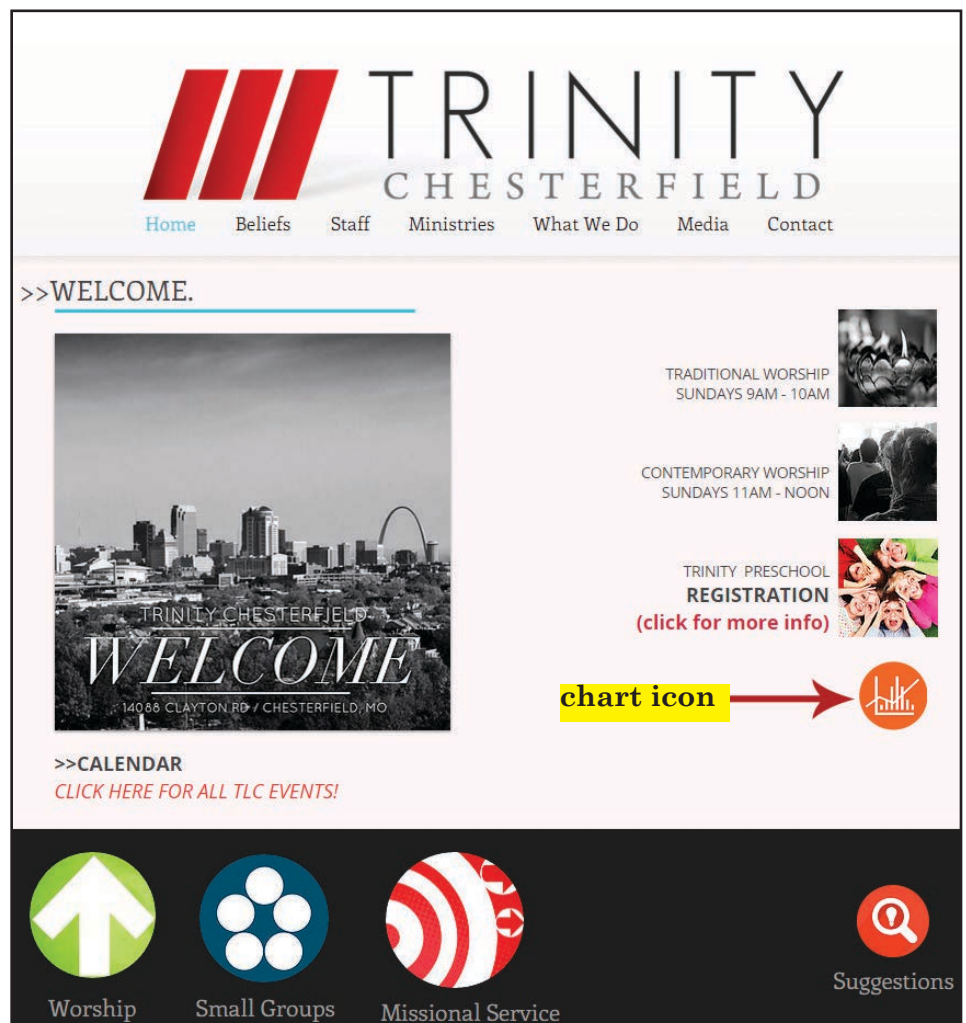 TRINITY
CHESTERFIELD
Home Beliefs Staff Ministries What We Do Media Contact
>>WELCOME.
TRADITIONAL WORSHIP
SUNDAYS 9AM - 10AM
CONTEMPORARY WORSHIP
SUNDAYS 11AM - NOON
TRINITY PRESCHOOL
REGISTRATION
(click for more info)
TRINITY CHESTERFIELD
WELCOME
14088 CLAYTON RD / CHESTERFIELD, MO
chart icon
>>CALENDAR
CLICK HERE FOR ALL TLC EVENTS!
Worship
Small Groups
Missional Service
Suggestions